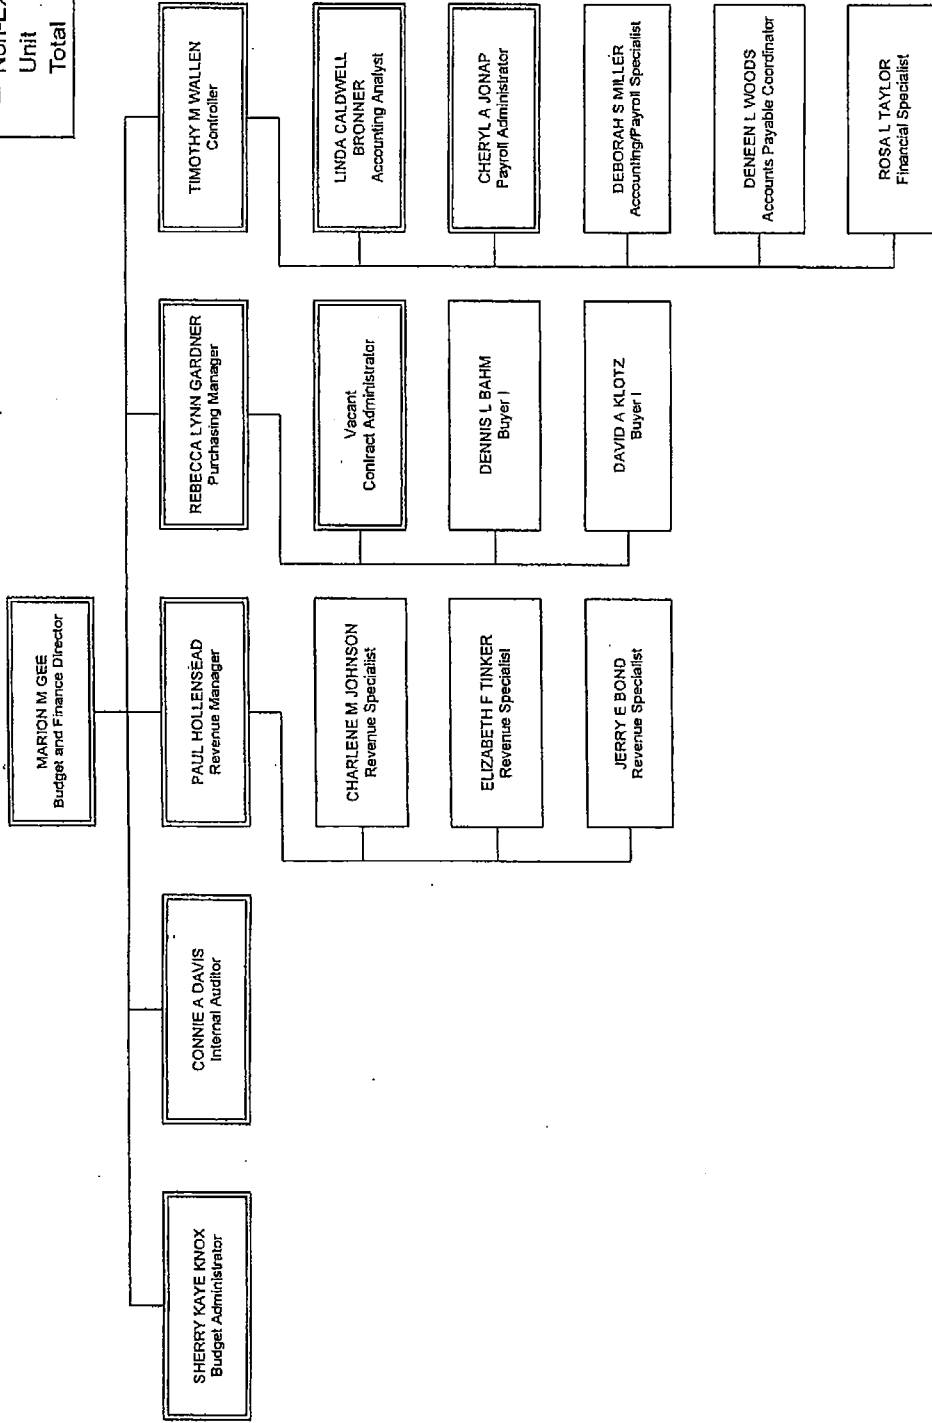 Non-Ex
Unit
Total
MARION M GEE
Budget and Finance Director
SHERRY KAYE KNOX
Budget Administrator
CONNIE A DAVIS
Internal Auditor
PAUL HOLLENSEAD
Revenue Manager
REBECCA LYNN GARDNER
Purchasing Manager
TIMOTHY M WALLEN
Controller
CHARLENE M JOHNSON
Revenue Specialist
ELIZABETH F TINKER
Revenue Specialist
JERRY E BOND
Revenue Specialist
Vacant
Contract Administrator
DENNIS L BAHM
Buyer I
DAVID A KLOTZ
Buyer I
LINDA CALDWELL
BRONNER
Accounting Analyst
CHERYL A JONAP
Payroll Administrator
DEBORAH S MILLER
Accounting/Payroll Specialist
DENEEN L WOODS
Accounts Payable Coordinator
ROSA L TAYLOR
Financial Specialist